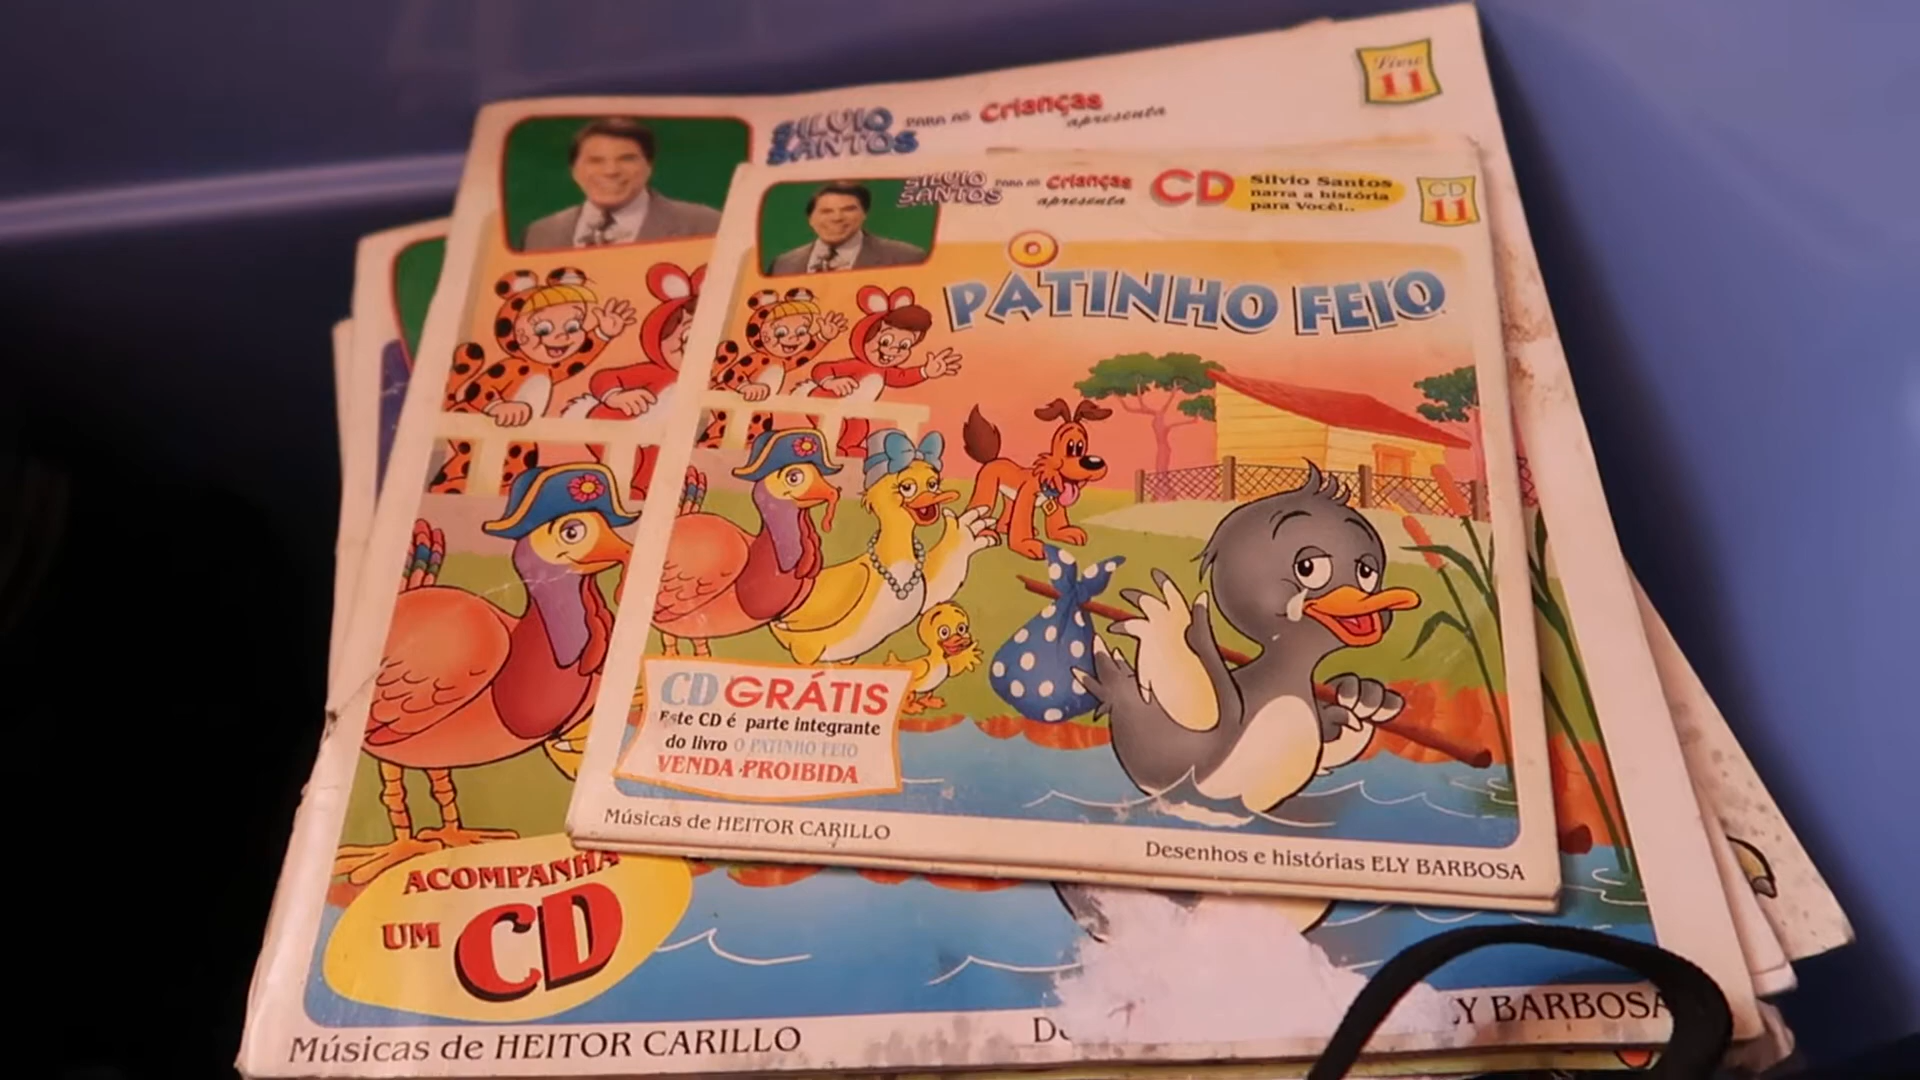 SILVIO SANTOS PARA AS Crianças apresenta
Livro 11
SILVIO SANTOS PARA AS Crianças apresenta
CD
Silvio Santos
narra a história
para Você!..
CD 11
O PATINHO FEIO
CD GRÁTIS
Este CD é parte integrante
do livro O PATINHO FEIO
VENDA PROIBIDA
Músicas de HEITOR CARILLO
Desenhos e histórias ELY BARBOSA
ACOMPANHA
UM CD
Músicas de HEITOR CARILLO
Y BARBOSA